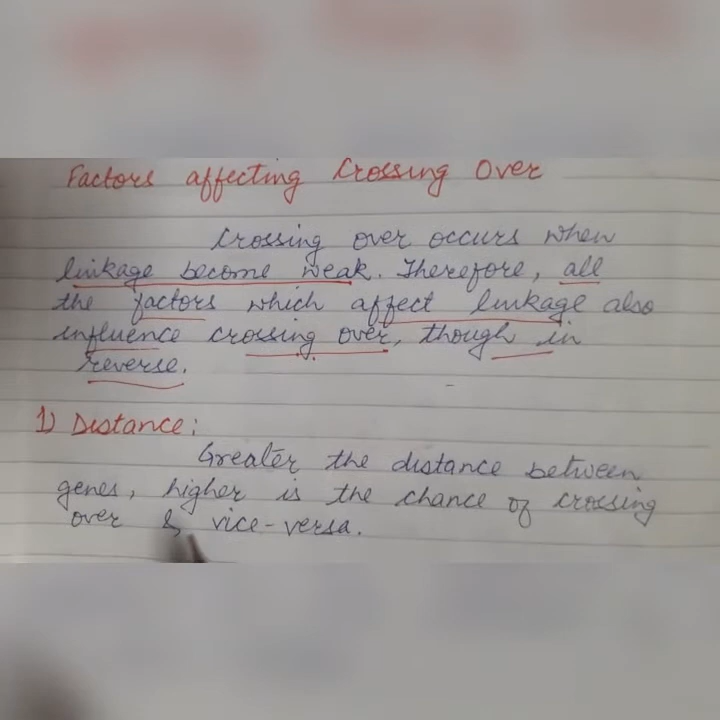 Factors affecting Crossing Over
Crossing over occurs when
linkage become weak. Therefore, all
the factors which affect linkage also
influence crossing over, though in
reverse.
1) Distance:
Greater the distance between
genes, higher is the chance of crossing
over & vice-versa.